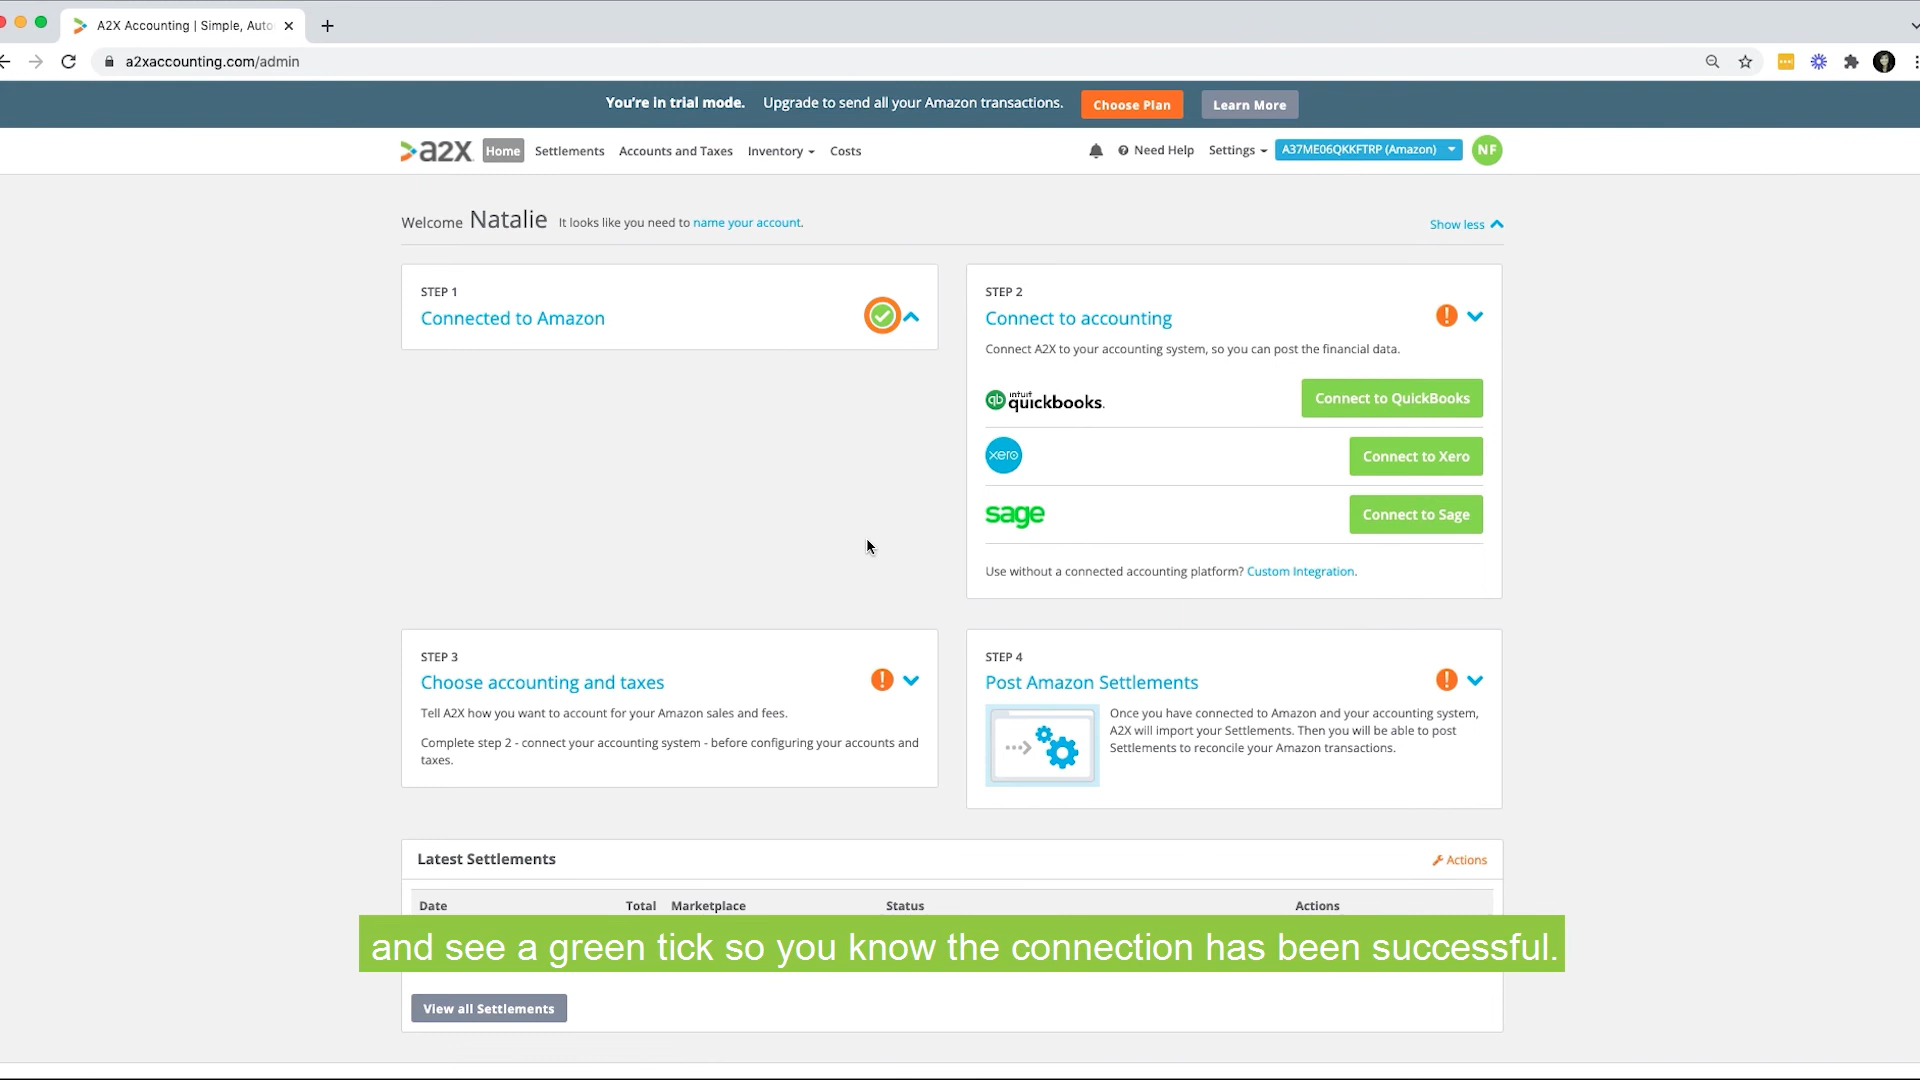 A2X Accounting | Simple, Auto
a2xaccounting.com/admin
You're in trial mode. Upgrade to send all your Amazon transactions. Choose Plan Learn More
a2X Home Settlements Accounts and Taxes Inventory Costs Need Help Settings A37ME06QKKFTRP (Amazon) NF
Welcome Natalie It looks like you need to name your account. Show less
STEP 1
Connected to Amazon
STEP 2
Connect to accounting
Connect A2X to your accounting system, so you can post the financial data.
qb intuit quickbooks. Connect to QuickBooks
xero Connect to Xero
sage Connect to Sage
Use without a connected accounting platform? Custom Integration.
STEP 3
Choose accounting and taxes
Tell A2X how you want to account for your Amazon sales and fees.
Complete step 2 - connect your accounting system - before configuring your accounts and
taxes.
STEP 4
Post Amazon Settlements
Once you have connected to Amazon and your accounting system,
A2X will import your Settlements. Then you will be able to post
Settlements to reconcile your Amazon transactions.
Latest Settlements Actions
Date Total Marketplace Status Actions
and see a green tick so you know the connection has been successful.
View all Settlements